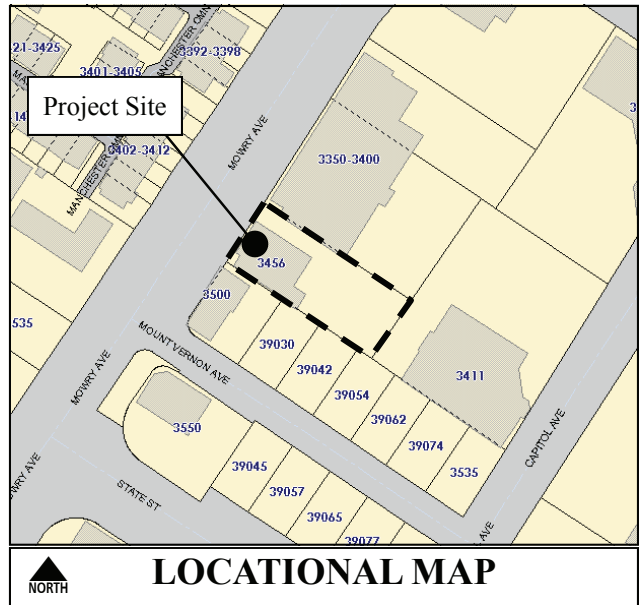 21-3425
3401-3405
MANCHESTER CMN
3392-3398
Project Site
3402-3412
MANCHESTER CMN
MOWRY AVE
3350-3400
3456
3500
535
39030
MOUNT VERNON AVE
39042
39054
3411
MOWRY AVE
39062
3550
39074
CAPITOL AVE
39045
3535
39057
STATE ST
39065
39077
AVE
OWRY AVE
NORTH
LOCATIONAL MAP